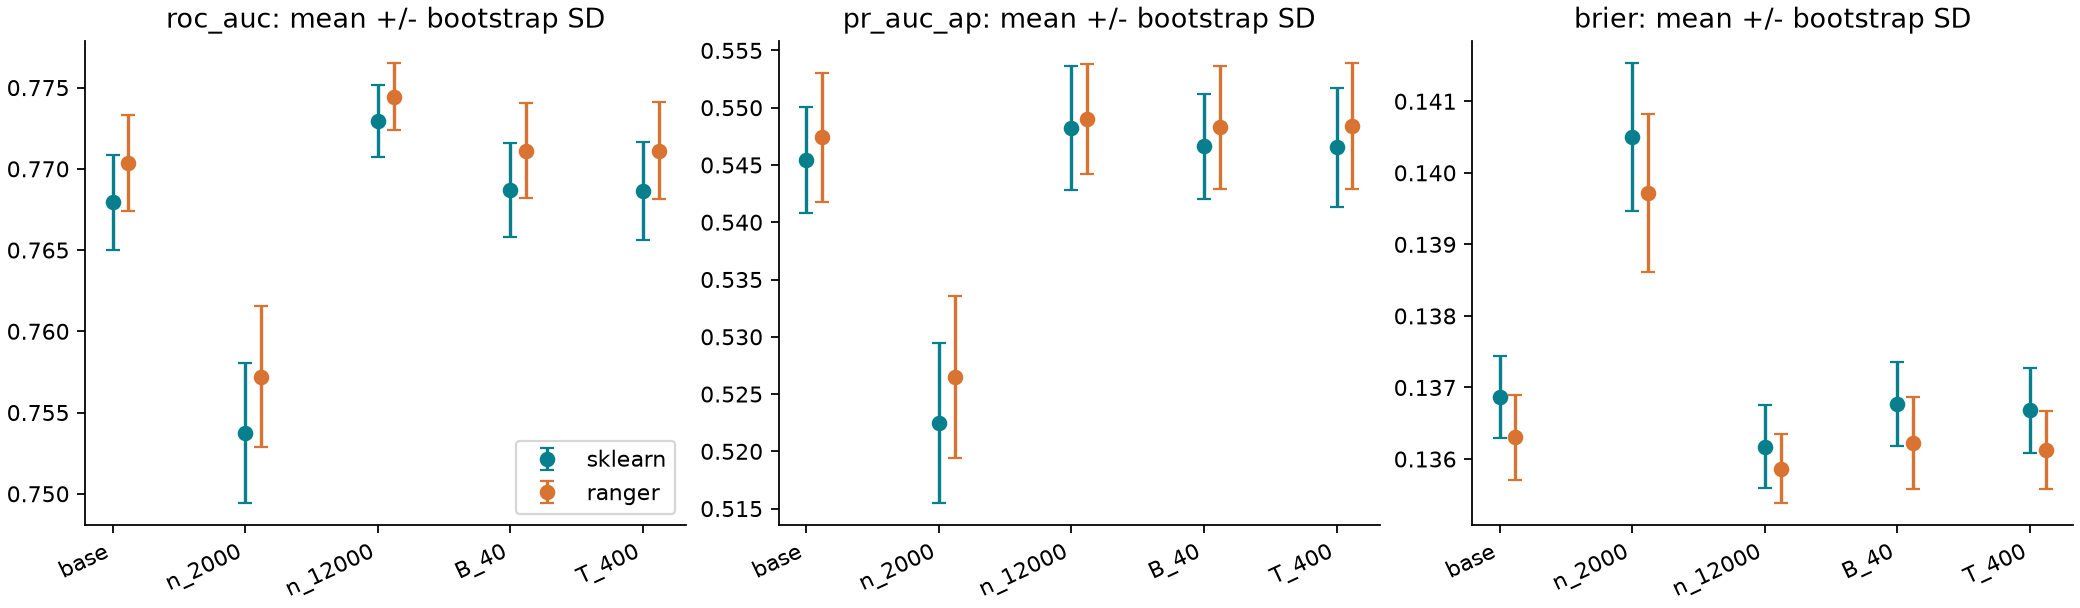 roc_auc: mean +/- bootstrap SD
0.775
0.770
0.765
0.760
0.755
0.750
base
n_2000
n_12000
B_40
T_400
sklearn
ranger
pr_auc_ap: mean +/- bootstrap SD
0.555
0.550
0.545
0.540
0.535
0.530
0.525
0.520
0.515
base
n_2000
n_12000
B_40
T_400
brier: mean +/- bootstrap SD
0.141
0.140
0.139
0.138
0.137
0.136
base
n_2000
n_12000
B_40
T_400